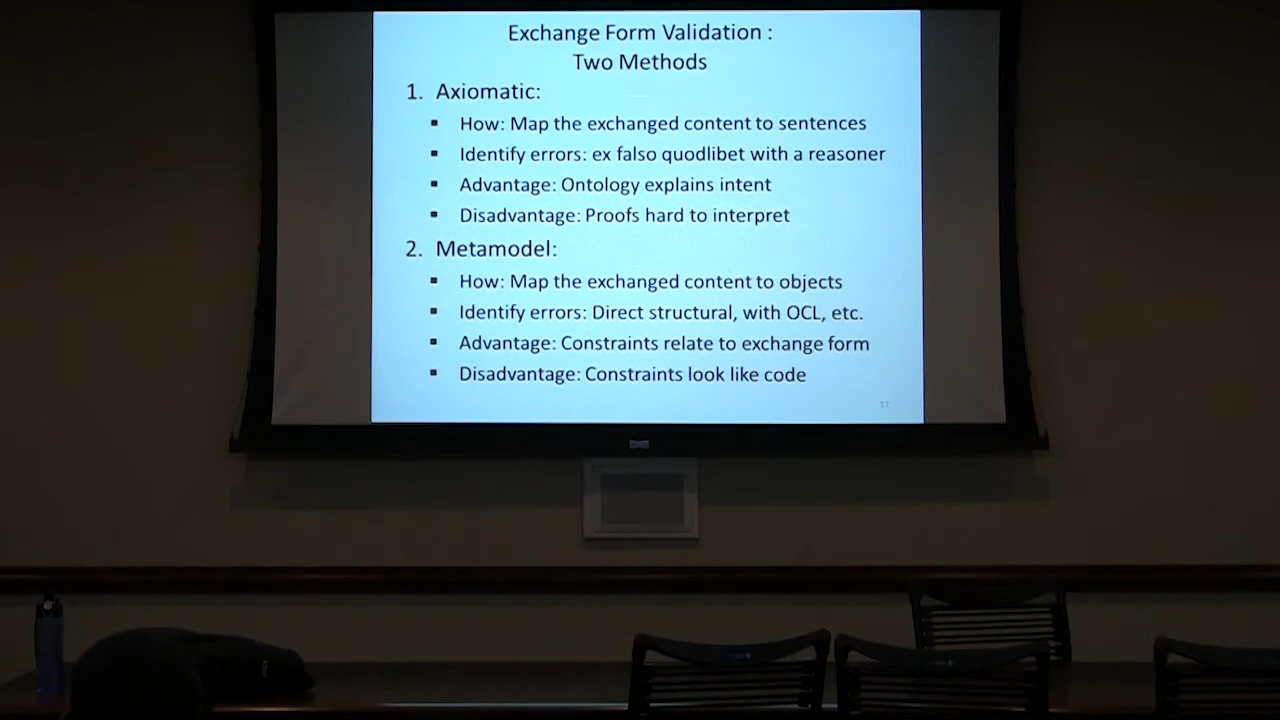 Exchange Form Validation :
Two Methods
1. Axiomatic:
▪ How: Map the exchanged content to sentences
▪ Identify errors: ex falso quodlibet with a reasoner
▪ Advantage: Ontology explains intent
▪ Disadvantage: Proofs hard to interpret
2. Metamodel:
▪ How: Map the exchanged content to objects
▪ Identify errors: Direct structural, with OCL, etc.
▪ Advantage: Constraints relate to exchange form
▪ Disadvantage: Constraints look like code
17